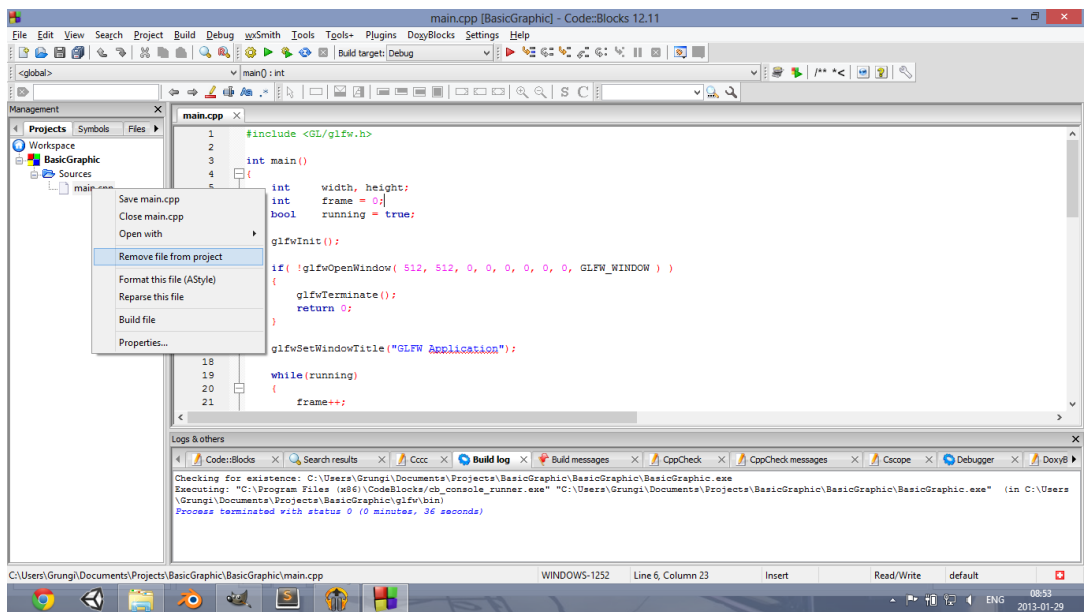 main.cpp [BasicGraphic] - Code::Blocks 12.11
File Edit View Search Project Build Debug wxSmith Tools Tools+ Plugins DoxyBlocks Settings Help
Build target: Debug
<global> main() : int
/** *<
S C
Management
Projects Symbols Files
Workspace
BasicGraphic
Sources
main.cpp
Save main.cpp
Close main.cpp
Open with
Remove file from project
Format this file (AStyle)
Reparse this file
Build file
Properties...
main.cpp
1 #include <GL/glfw.h>
2
3 int main()
4 {
5 int width, height;
int frame = 0;
bool running = true;
glfwInit();
if( !glfwOpenWindow( 512, 512, 0, 0, 0, 0, 0, 0, GLFW_WINDOW ) )
{
glfwTerminate();
return 0;
}
glfwSetWindowTitle("GLFW Application");
18
19 while(running)
20 {
21 frame++;
Logs & others
Code::Blocks Search results Cccc Build log Build messages CppCheck CppCheck messages Cscope Debugger DoxyB
Checking for existence: C:\Users\Grungi\Documents\Projects\BasicGraphic\BasicGraphic\BasicGraphic.exe
Executing: "C:\Program Files (x86)\CodeBlocks/cb_console_runner.exe" "C:\Users\Grungi\Documents\Projects\BasicGraphic\BasicGraphic\BasicGraphic.exe" (in C:\Users
\Grungi\Documents\Projects\BasicGraphic\glfw\bin)
Process terminated with status 0 (0 minutes, 36 seconds)
C:\Users\Grungi\Documents\Projects\BasicGraphic\BasicGraphic\main.cpp WINDOWS-1252 Line 6, Column 23 Insert Read/Write default
ENG
08:53
2013-01-29